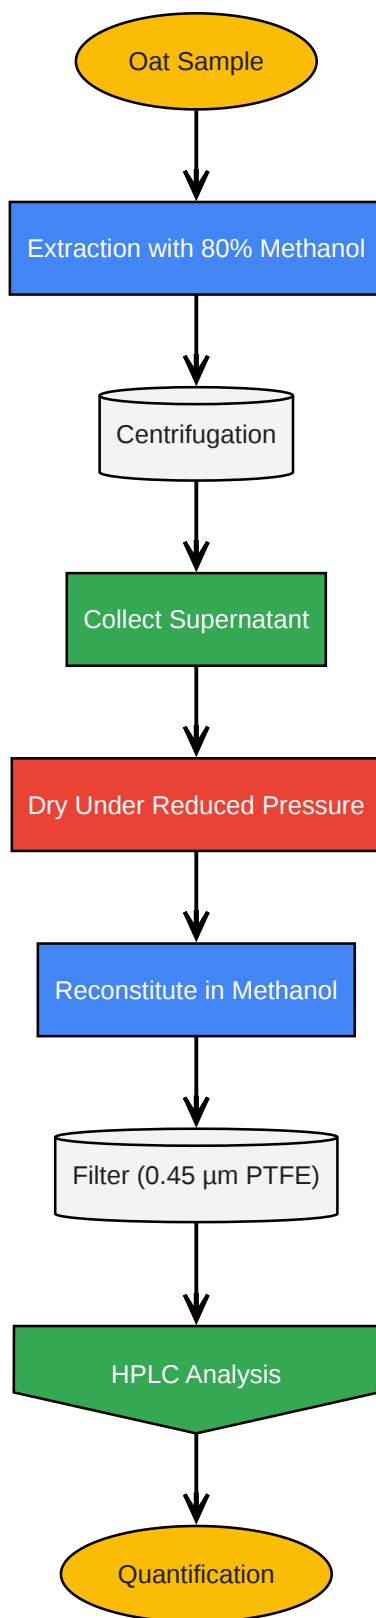 Oat Sample
Extraction with 80% Methanol
Centrifugation
Collect Supernatant
Dry Under Reduced Pressure
Reconstitute in Methanol
Filter (0.45 µm PTFE)
HPLC Analysis
Quantification